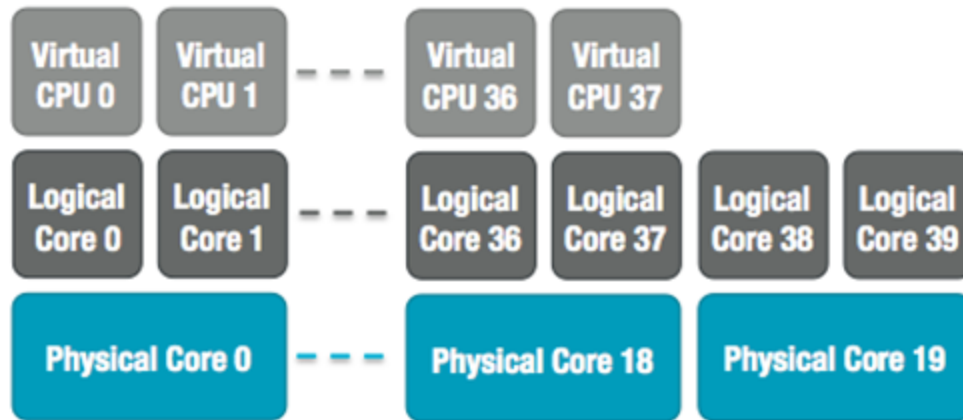 Virtual CPU 0
Virtual CPU 1
Virtual CPU 36
Virtual CPU 37
Logical Core 0
Logical Core 1
Logical Core 36
Logical Core 37
Logical Core 38
Logical Core 39
Physical Core 0
Physical Core 18
Physical Core 19